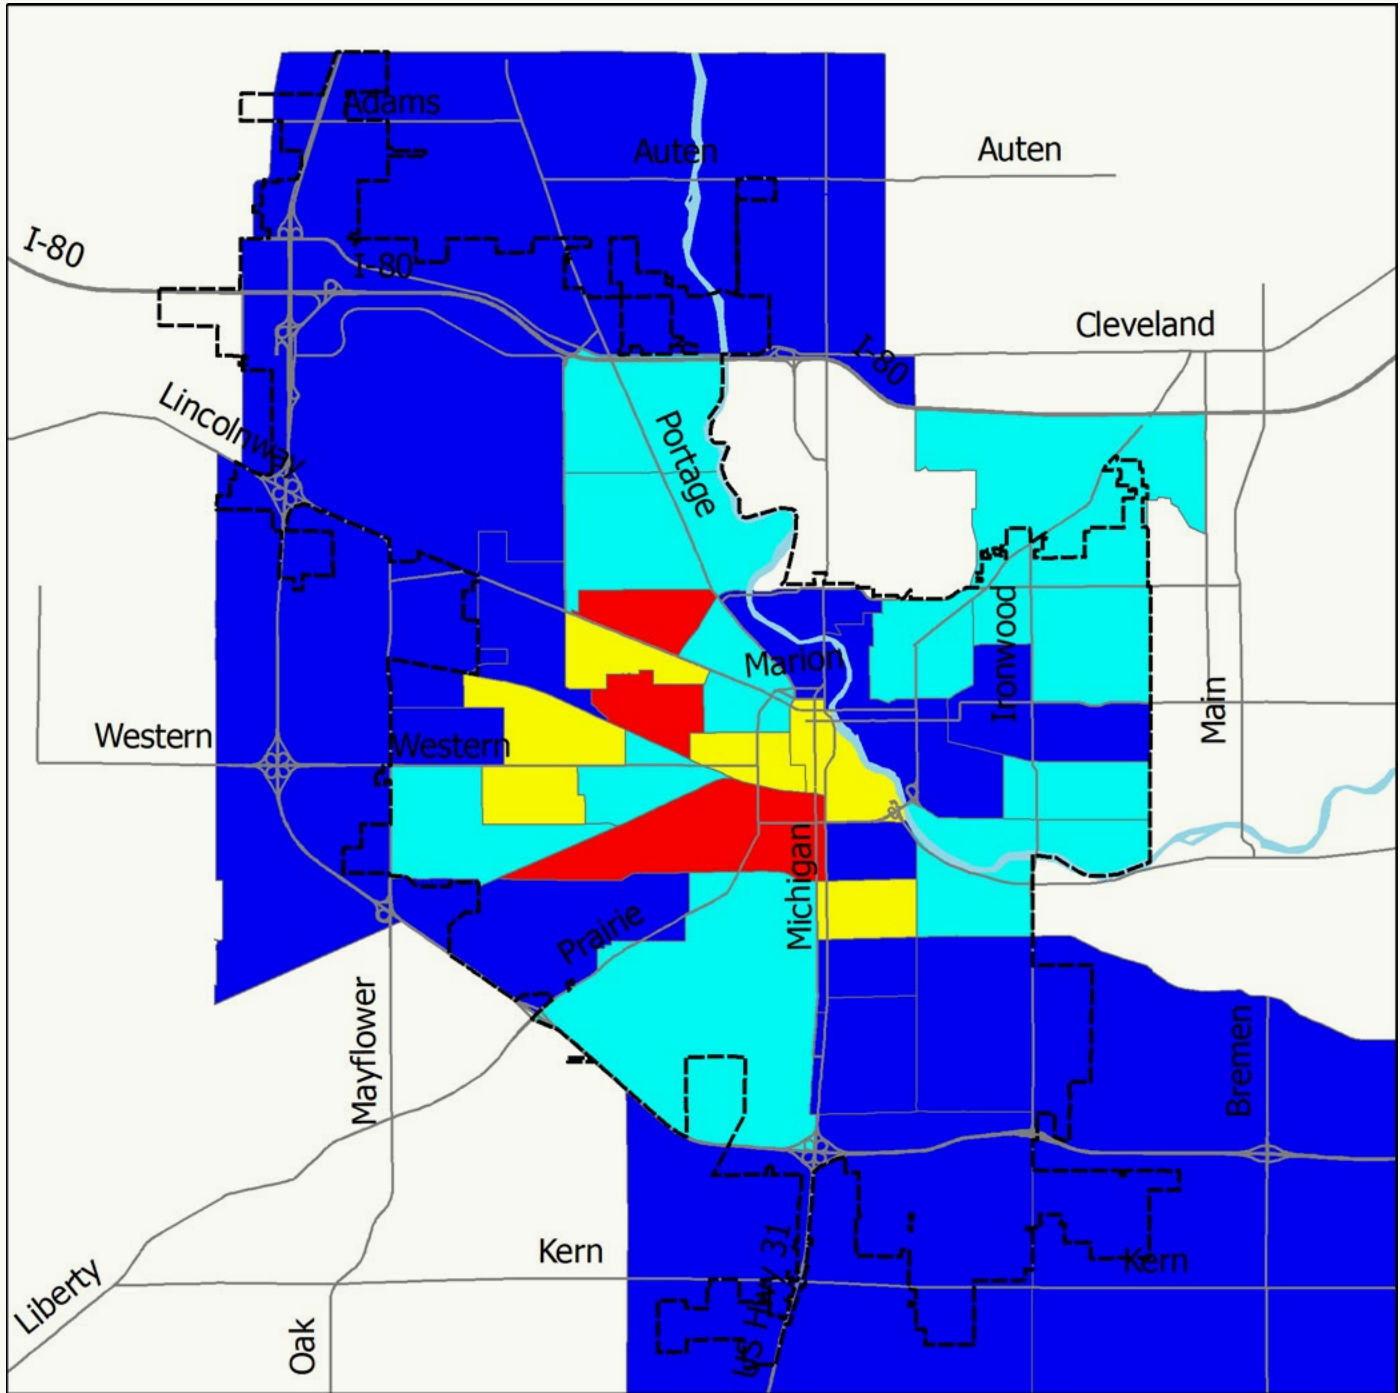 Adams
Auten
Auten
I-80
I-80
Cleveland
I-80
Lincolnway
Portage
Ironwood
Marion
Main
Western
Western
Michigan
Prairie
Mayflower
Bremen
Kern
Kern
US Hwy 31
Liberty
Oak